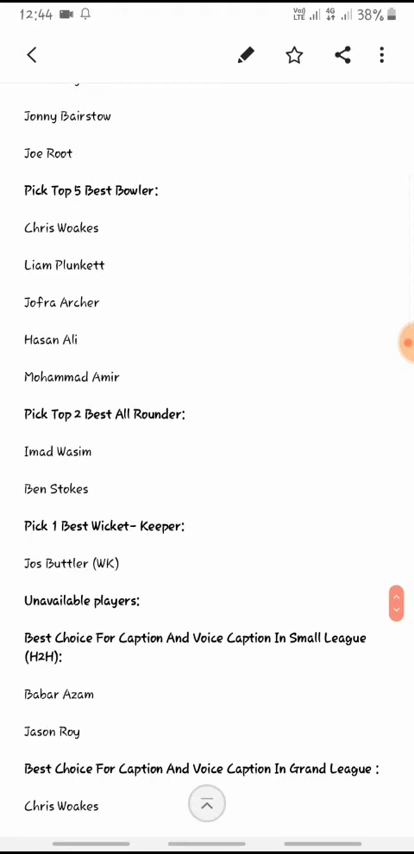 12:44
VoJ) LTE 4G 38%
Jonny Bairstow
Joe Root
Pick Top 5 Best Bowler:
Chris Woakes
Liam Plunkett
Jofra Archer
Hasan Ali
Mohammad Amir
Pick Top 2 Best All Rounder:
Imad Wasim
Ben Stokes
Pick 1 Best Wicket- Keeper:
Jos Buttler (WK)
Unavailable players:
Best Choice For Caption And Voice Caption In Small League
(H2H):
Babar Azam
Jason Roy
Best Choice For Caption And Voice Caption In Grand League :
Chris Woakes